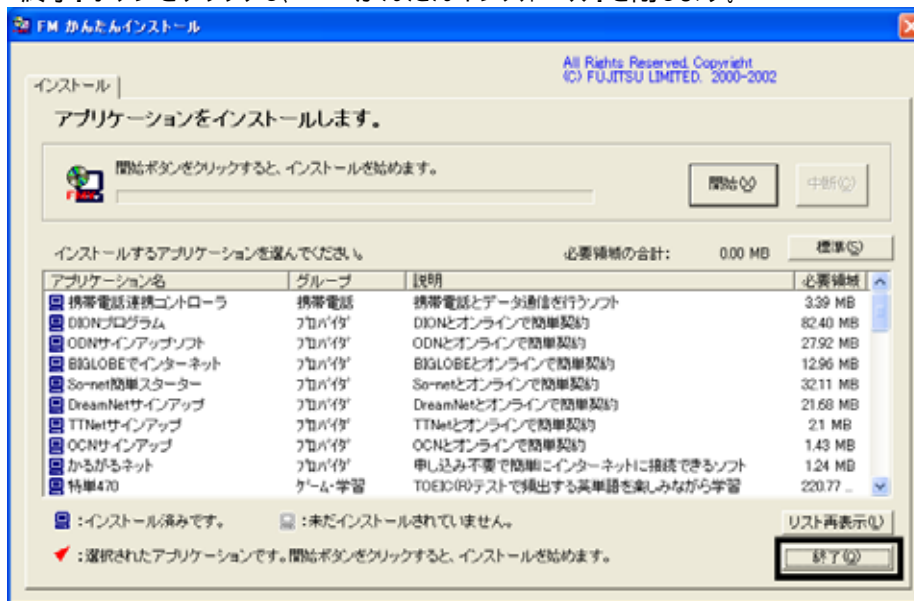 FM かんたんインストール
All Rights Reserved, Copyright
(C) FUJITSU LIMITED. 2000-2002
インストール
アプリケーションをインストールします。
開始ボタンをクリックすると、インストールを始めます。
開始(X)
中断(C)
インストールするアプリケーションを選んでください。
必要領域の合計: 0.00 MB
標準(S)
アプリケーション名 グループ 説明 必要領域
携帯電話連携コントローラ 携帯電話 携帯電話とデータ通信を行うソフト 3.39 MB
DIONプログラム プロバイダ DIONとオンラインで簡単契約 82.40 MB
ODNサインアップソフト プロバイダ ODNとオンラインで簡単契約 27.92 MB
BIGLOBEでインターネット プロバイダ BIGLOBEとオンラインで簡単契約 12.96 MB
So-net簡単スターター プロバイダ So-netとオンラインで簡単契約 32.11 MB
DreamNetサインアップ プロバイダ DreamNetとオンラインで簡単契約 21.68 MB
TTNetサインアップ プロバイダ TTNetとオンラインで簡単契約 2.1 MB
OCNサインアップ プロバイダ OCNとオンラインで簡単契約 1.43 MB
かるがるネット プロバイダ 申し込み不要で簡単にインターネットに接続できるソフト 1.24 MB
特単470 ゲーム・学習 TOEIC(R)テストで頻出する英単語を楽しみながら学習 220.77 ...
:インストール済みです。 :未だインストールされていません。
リスト再表示(L)
:選択されたアプリケーションです。開始ボタンをクリックすると、インストールを始めます。
終了(Q)